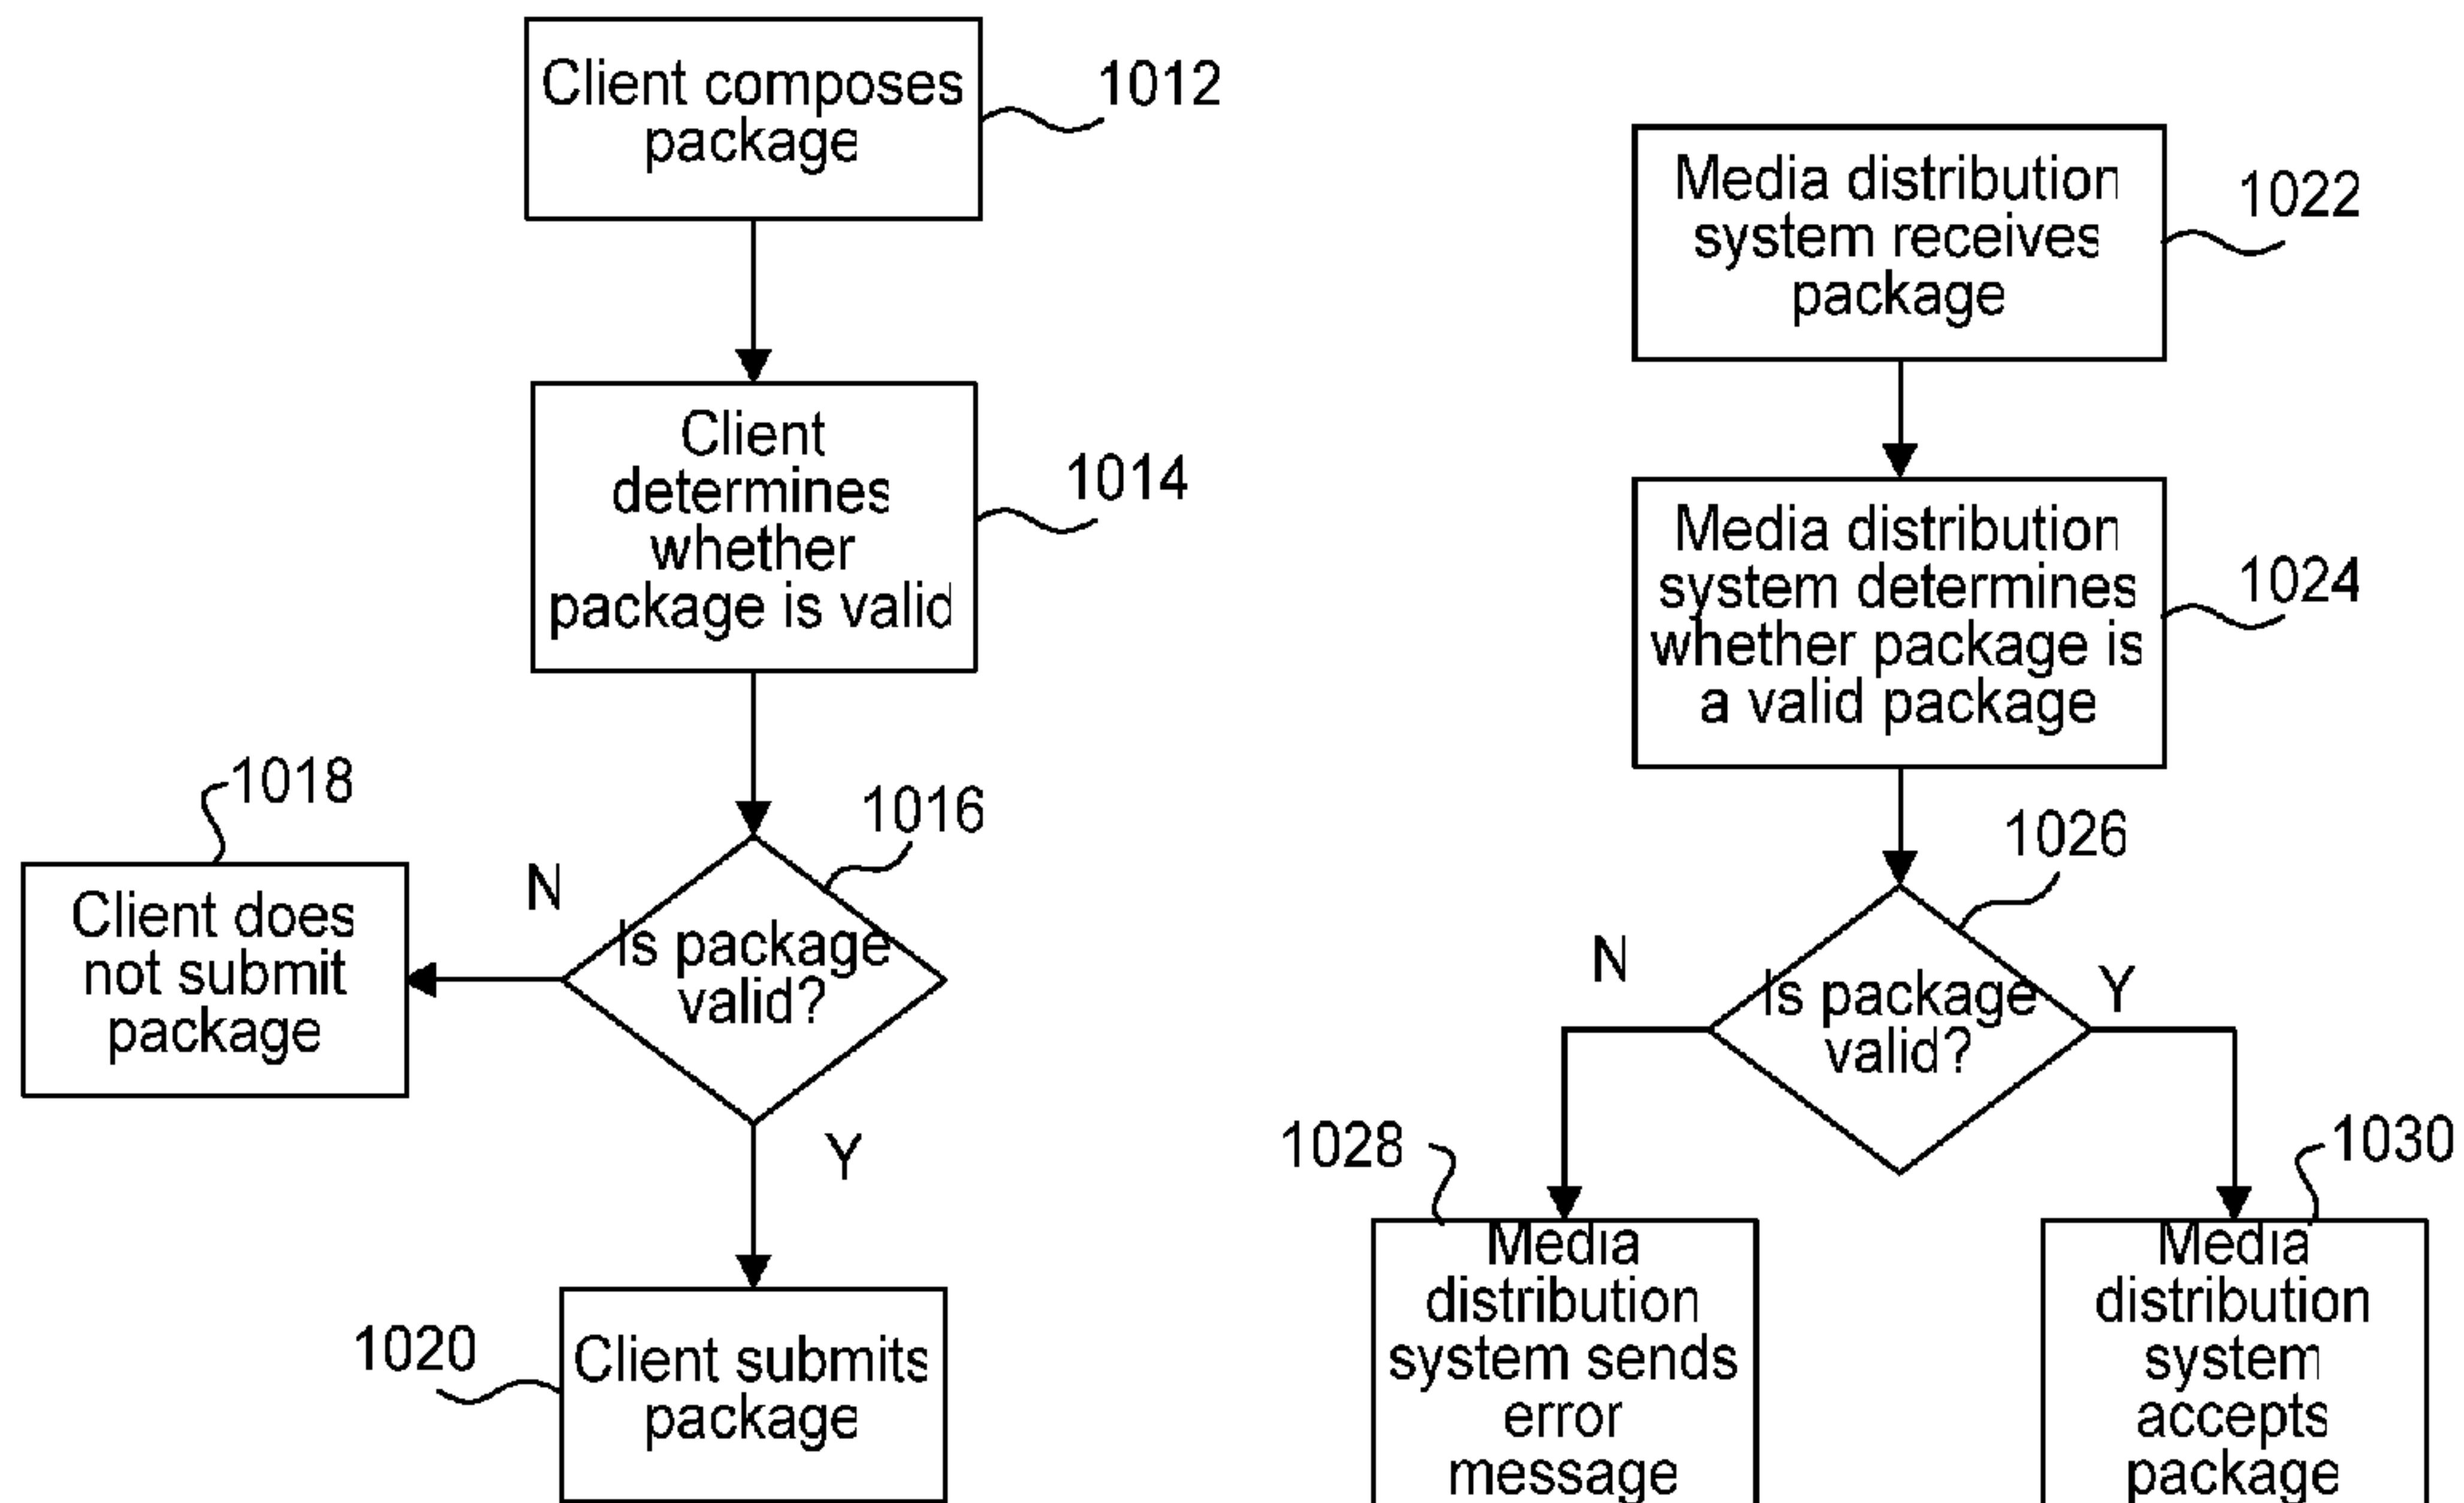 Client composes
package
1012
Client
determines
whether
package is valid
1014
1016
Is package
valid?
N
1018
Client does
not submit
package
Y
1020
Client submits
package
Media distribution
system receives
package
1022
Media distribution
system determines
whether package is
a valid package
1024
1026
Is package
valid?
N
Y
1028
Media
distribution
system sends
error
message
1030
Media
distribution
system
accepts
package